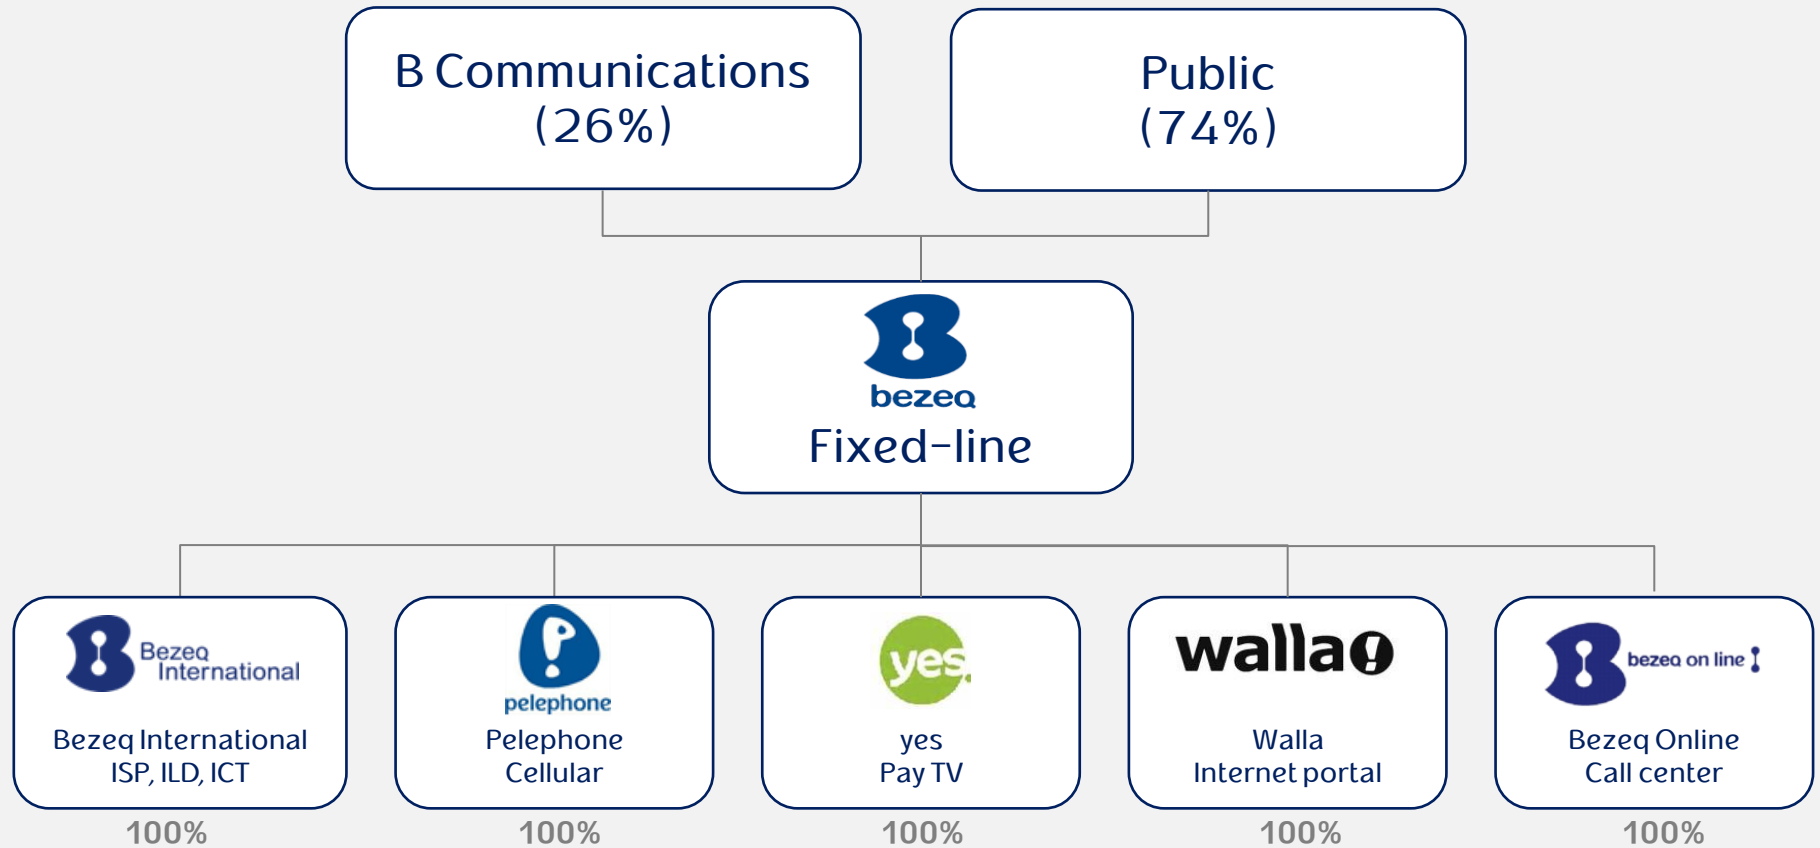 B Communications
(26%)
Public
(74%)
bezeq
Fixed-line
Bezeq
International
Bezeq International
ISP, ILD, ICT
100%
pelephone
Pelephone
Cellular
100%
yes
yes
Pay TV
100%
walla!
Walla
Internet portal
100%
bezeq on line
Bezeq Online
Call center
100%